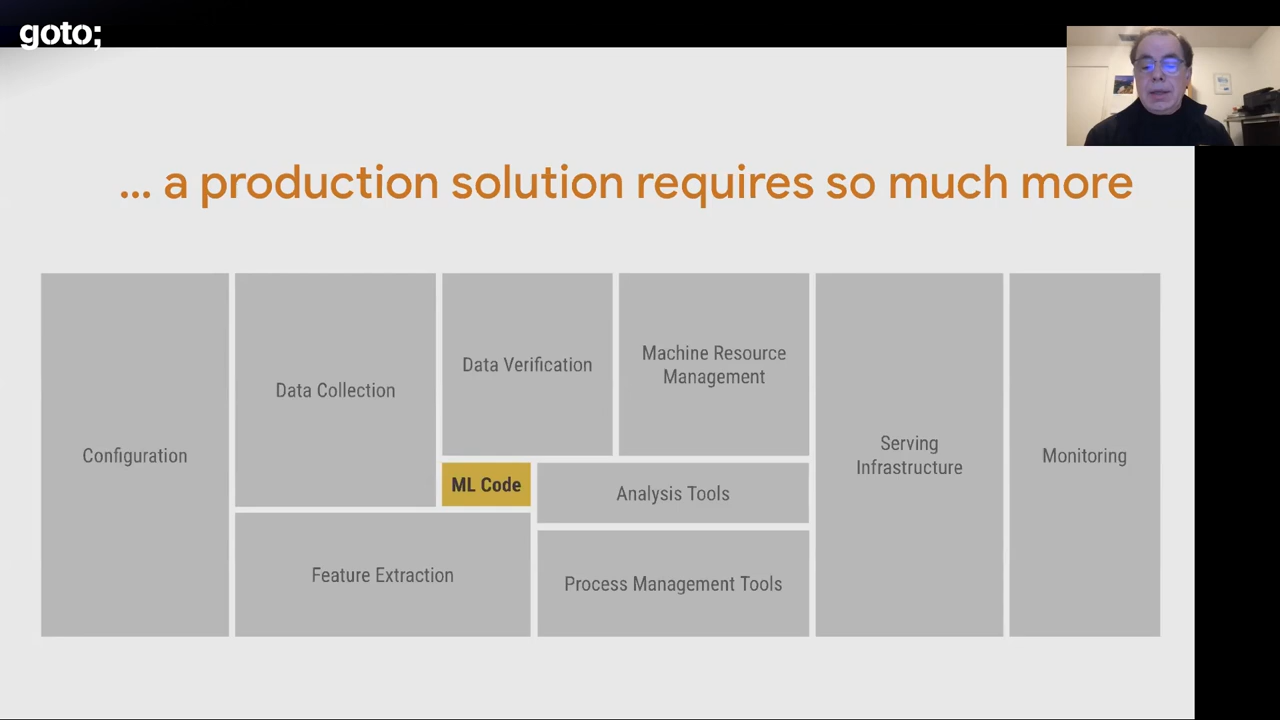 goto;
... a production solution requires so much more
Configuration
Data Collection
Data Verification
Machine Resource
Management
ML Code
Analysis Tools
Feature Extraction
Process Management Tools
Serving
Infrastructure
Monitoring